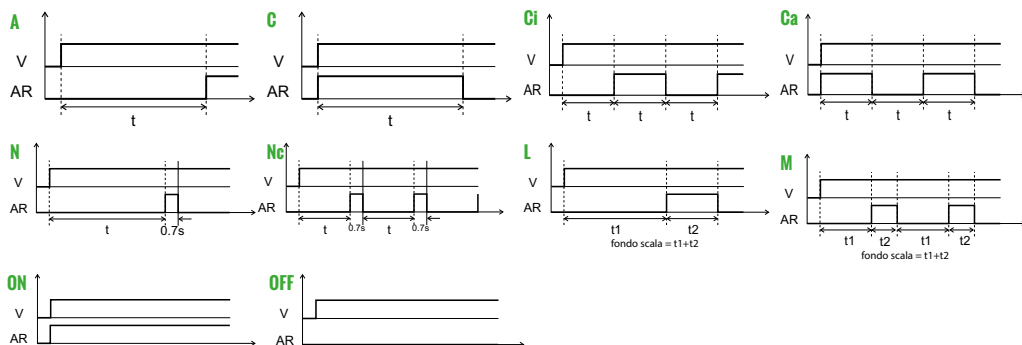 A
V
AR
t
C
V
AR
t
Ci
V
AR
t t t
Ca
V
AR
t t t
N
V
AR
t 0.7s
Nc
V
AR
t 0.7s t 0.7s
L
V
AR
t1 t2
fondo scala = t1+t2
M
V
AR
t1 t2 t1 t2
fondo scala = t1+t2
ON
V
AR
OFF
V
AR